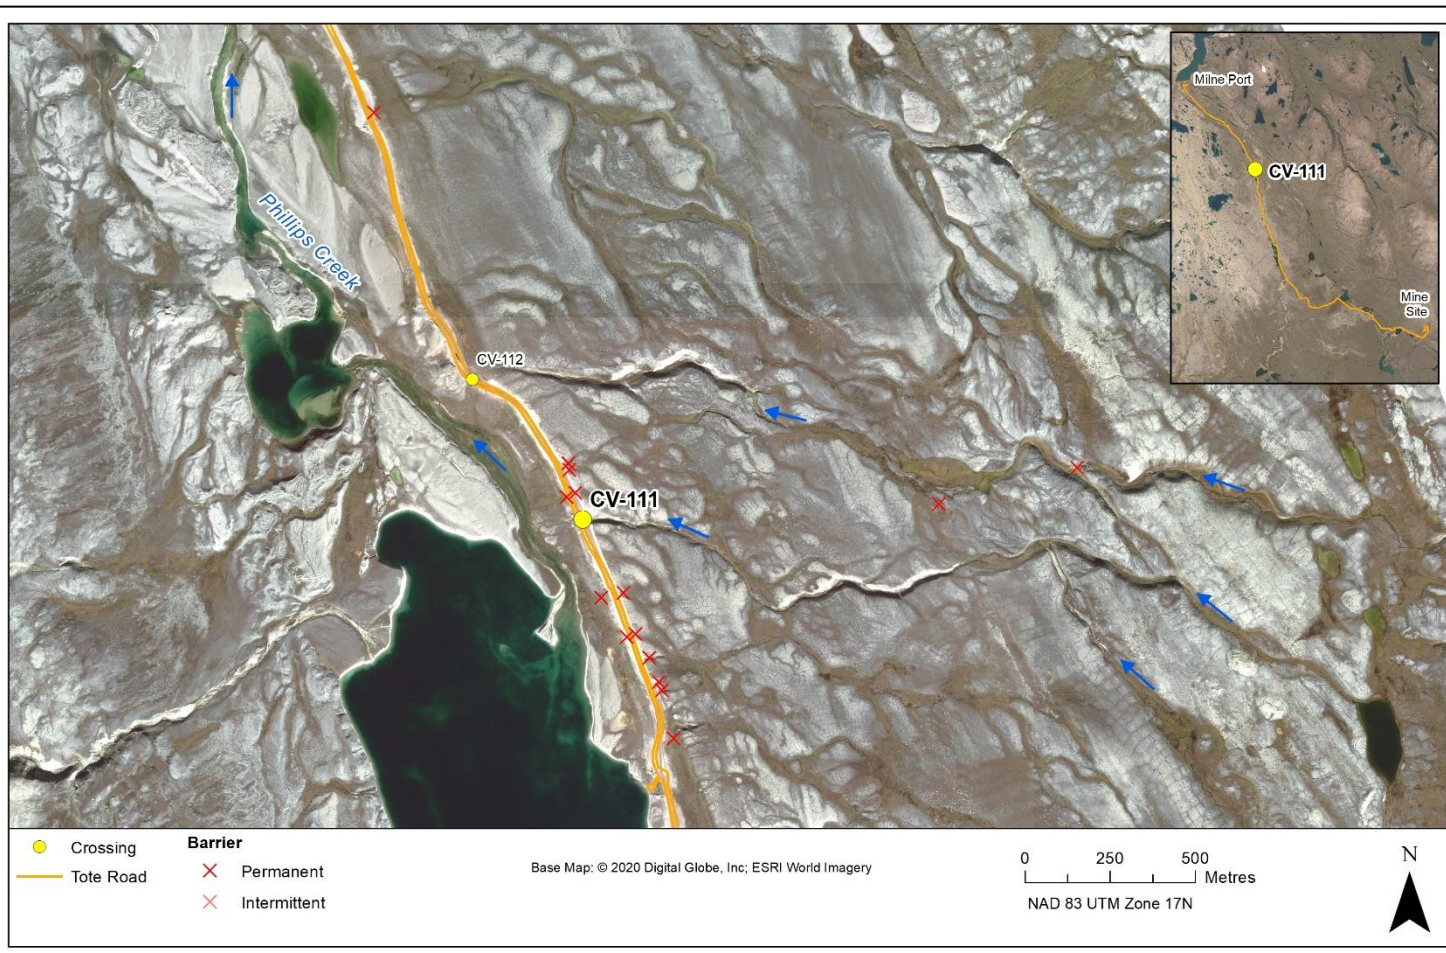 Milne Port
CV-111
Mine
Site
Phillips Creek
CV-112
CV-111
Crossing
Tote Road
Barrier
Permanent
Intermittent
Base Map: © 2020 Digital Globe, Inc; ESRI World Imagery
0 250 500
Metres
NAD 83 UTM Zone 17N
N